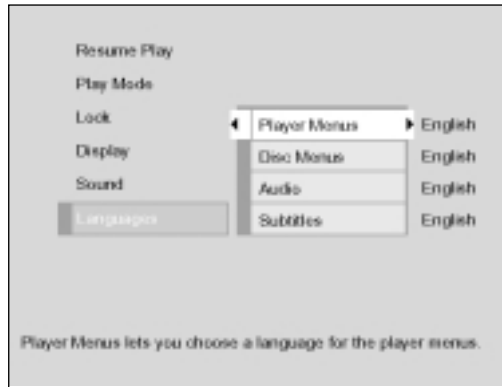 Resume Play
Play Mode
Lock
Display
Sound
Languages
Player Menus English
Disc Menus English
Audio English
Subtitles English
Player Menus lets you choose a language for the player menus.